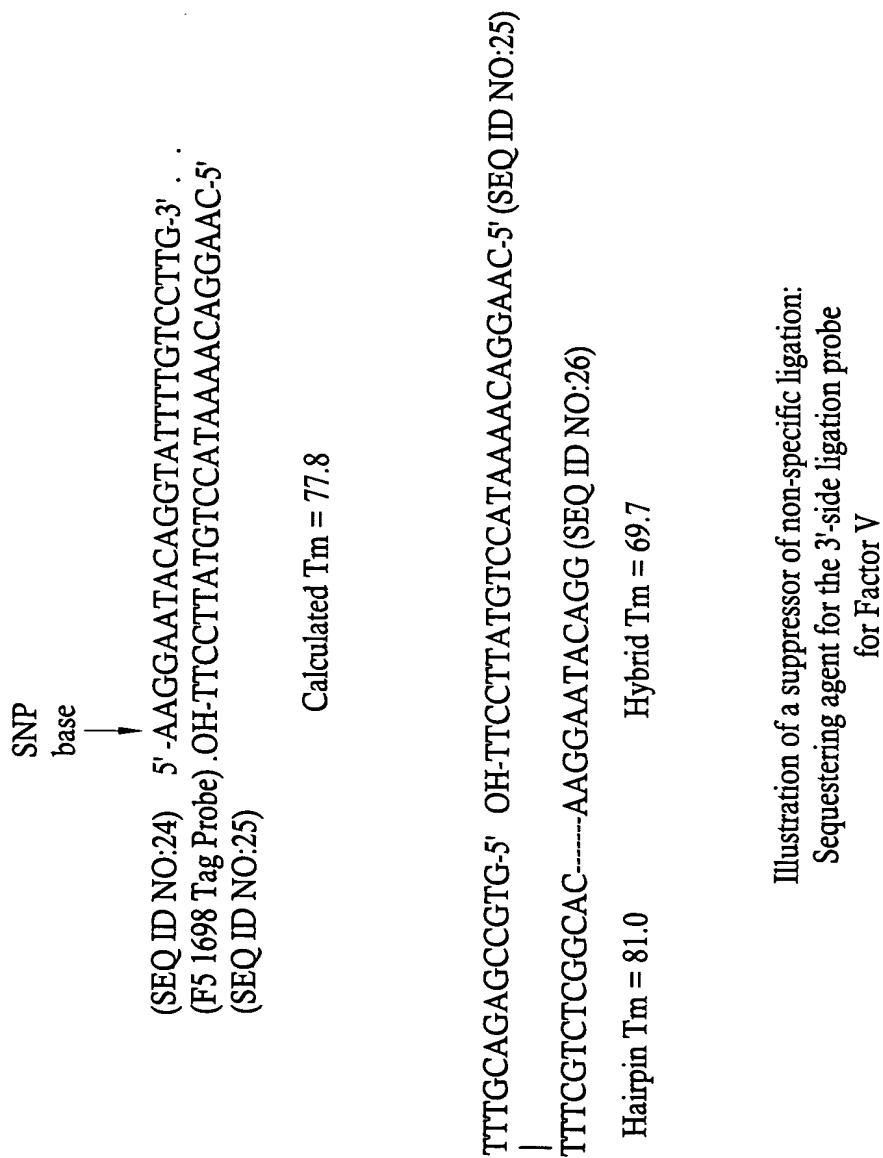 SNP
base
(SEQ ID NO:24) 5' -AAGGAATACAGGTATTTTGTCCTTG-3'
(F5 1698 Tag Probe) .OH-TTCCTTATGTCCATAAAACAGGAAC-5'
(SEQ ID NO:25)
Calculated Tm = 77.8
TTTGCAGAGCCGTG-5' OH-TTCCTTATGTCCATAAAACAGGAAC-5' (SEQ ID NO:25)
TTTCGTCTCGGCAC-------AAGGAATACAGG (SEQ ID NO:26)
Hairpin Tm = 81.0 Hybrid Tm = 69.7
Illustration of a suppressor of non-specific ligation:
Sequestering agent for the 3'-side ligation probe
for Factor V